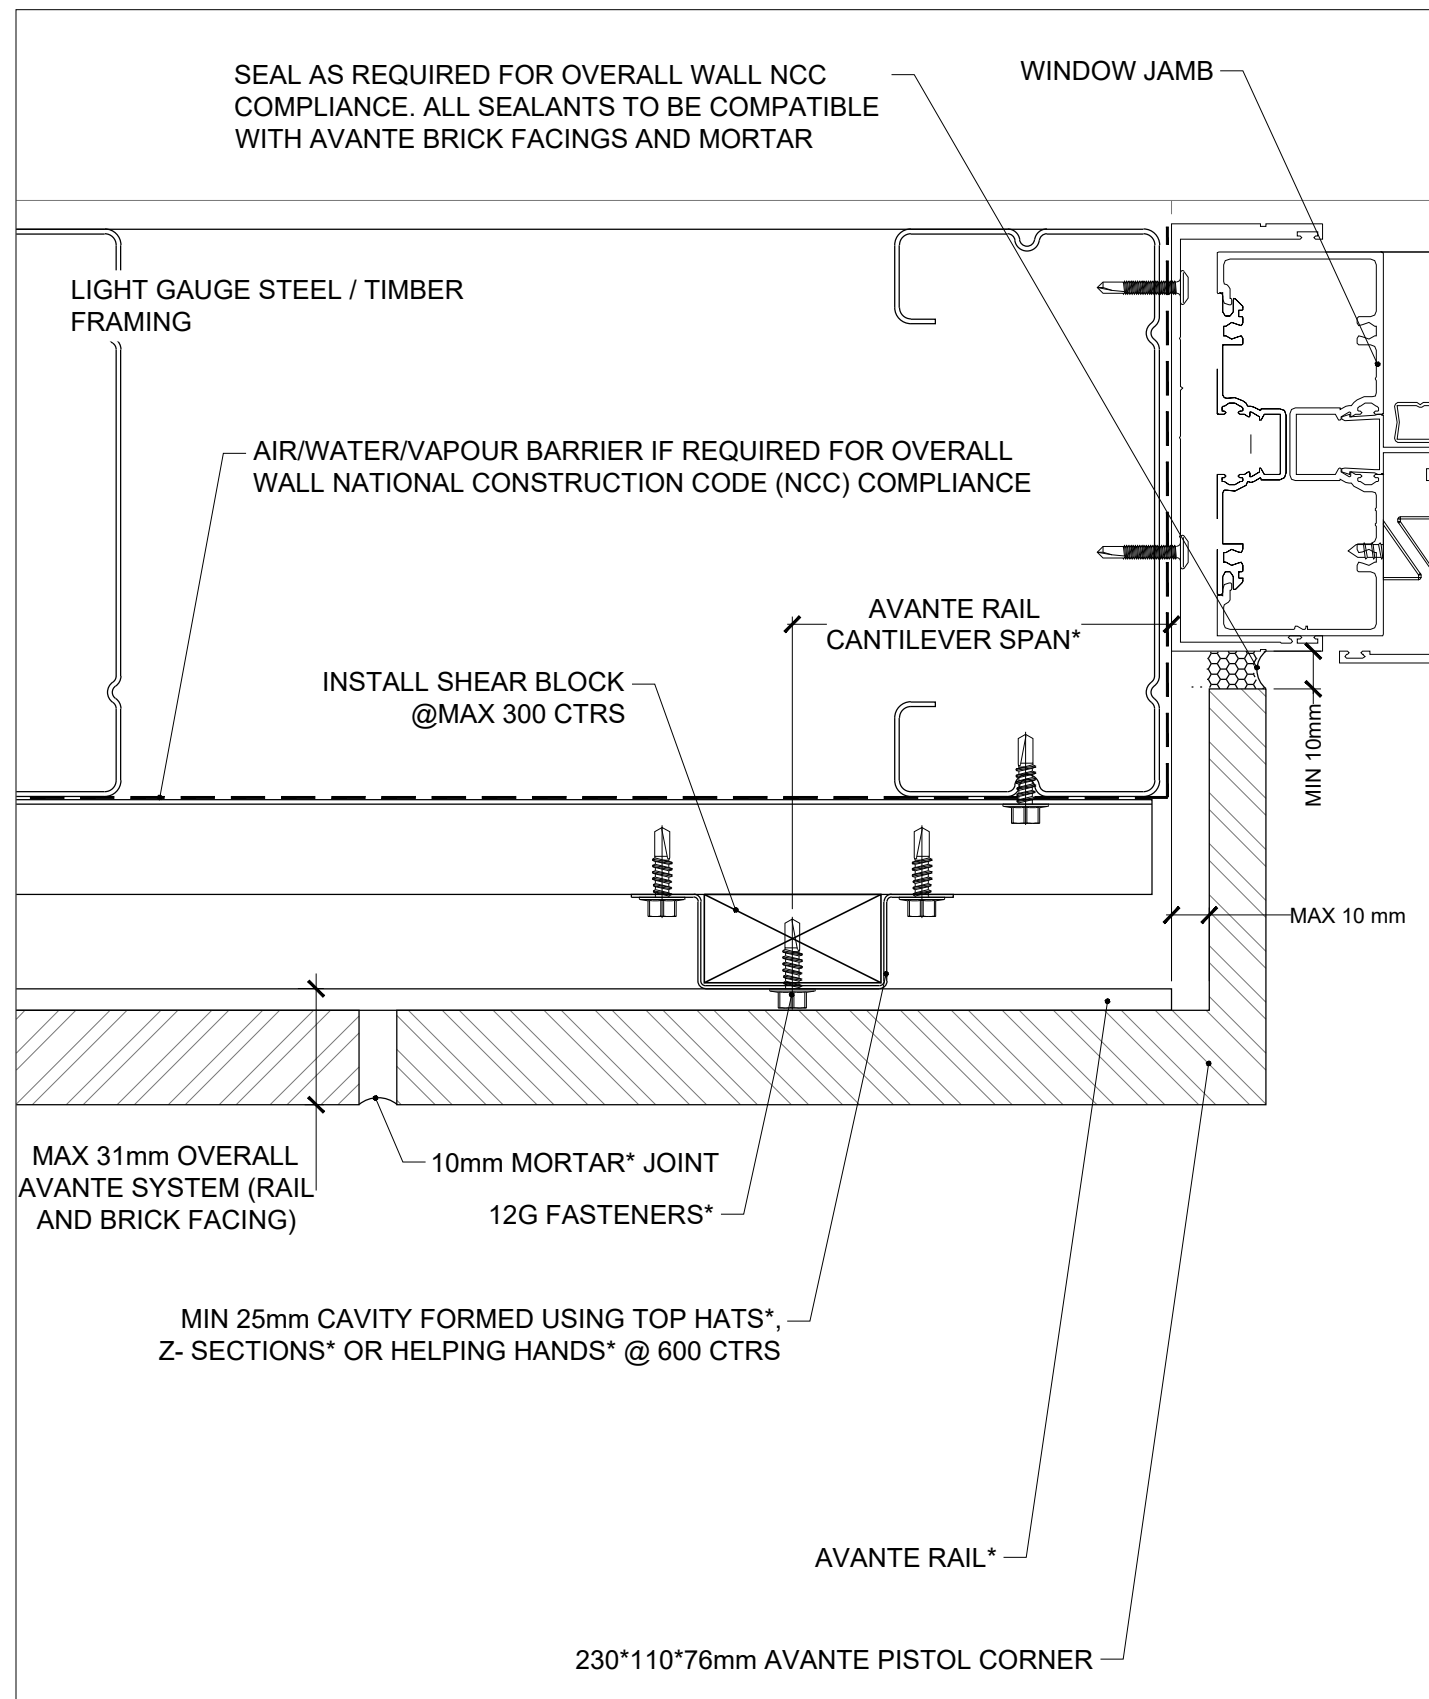 SEAL AS REQUIRED FOR OVERALL WALL NCC
COMPLIANCE. ALL SEALANTS TO BE COMPATIBLE
WITH AVANTE BRICK FACINGS AND MORTAR
WINDOW JAMB
LIGHT GAUGE STEEL / TIMBER
FRAMING
AIR/WATER/VAPOUR BARRIER IF REQUIRED FOR OVERALL
WALL NATIONAL CONSTRUCTION CODE (NCC) COMPLIANCE
AVANTE RAIL
CANTILEVER SPAN*
INSTALL SHEAR BLOCK
@MAX 300 CTRS
MIN 10mm
MAX 10 mm
MAX 31mm OVERALL
AVANTE SYSTEM (RAIL
AND BRICK FACING)
10mm MORTAR* JOINT
12G FASTENERS*
MIN 25mm CAVITY FORMED USING TOP HATS*,
Z- SECTIONS* OR HELPING HANDS* @ 600 CTRS
AVANTE RAIL*
230*110*76mm AVANTE PISTOL CORNER